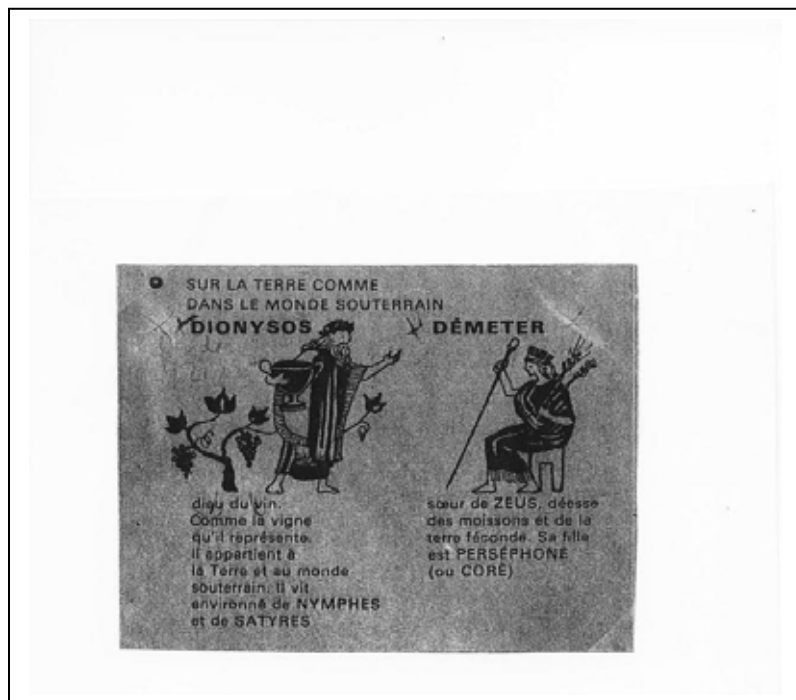 SUR LA TERRE COMME
DANS LE MONDE SOUTERRAIN
DIONYSOS
dieu du vin.
Comme la vigne
qu'il représente,
il appartient à
la Terre et au monde
souterrain. Il vit
environné de NYMPHES
et de SATYRES
DÉMETER
sœur de ZEUS, déesse
des moissons et de la
terre féconde. Sa fille
est PERSÉPHONE
(ou CORÉ)